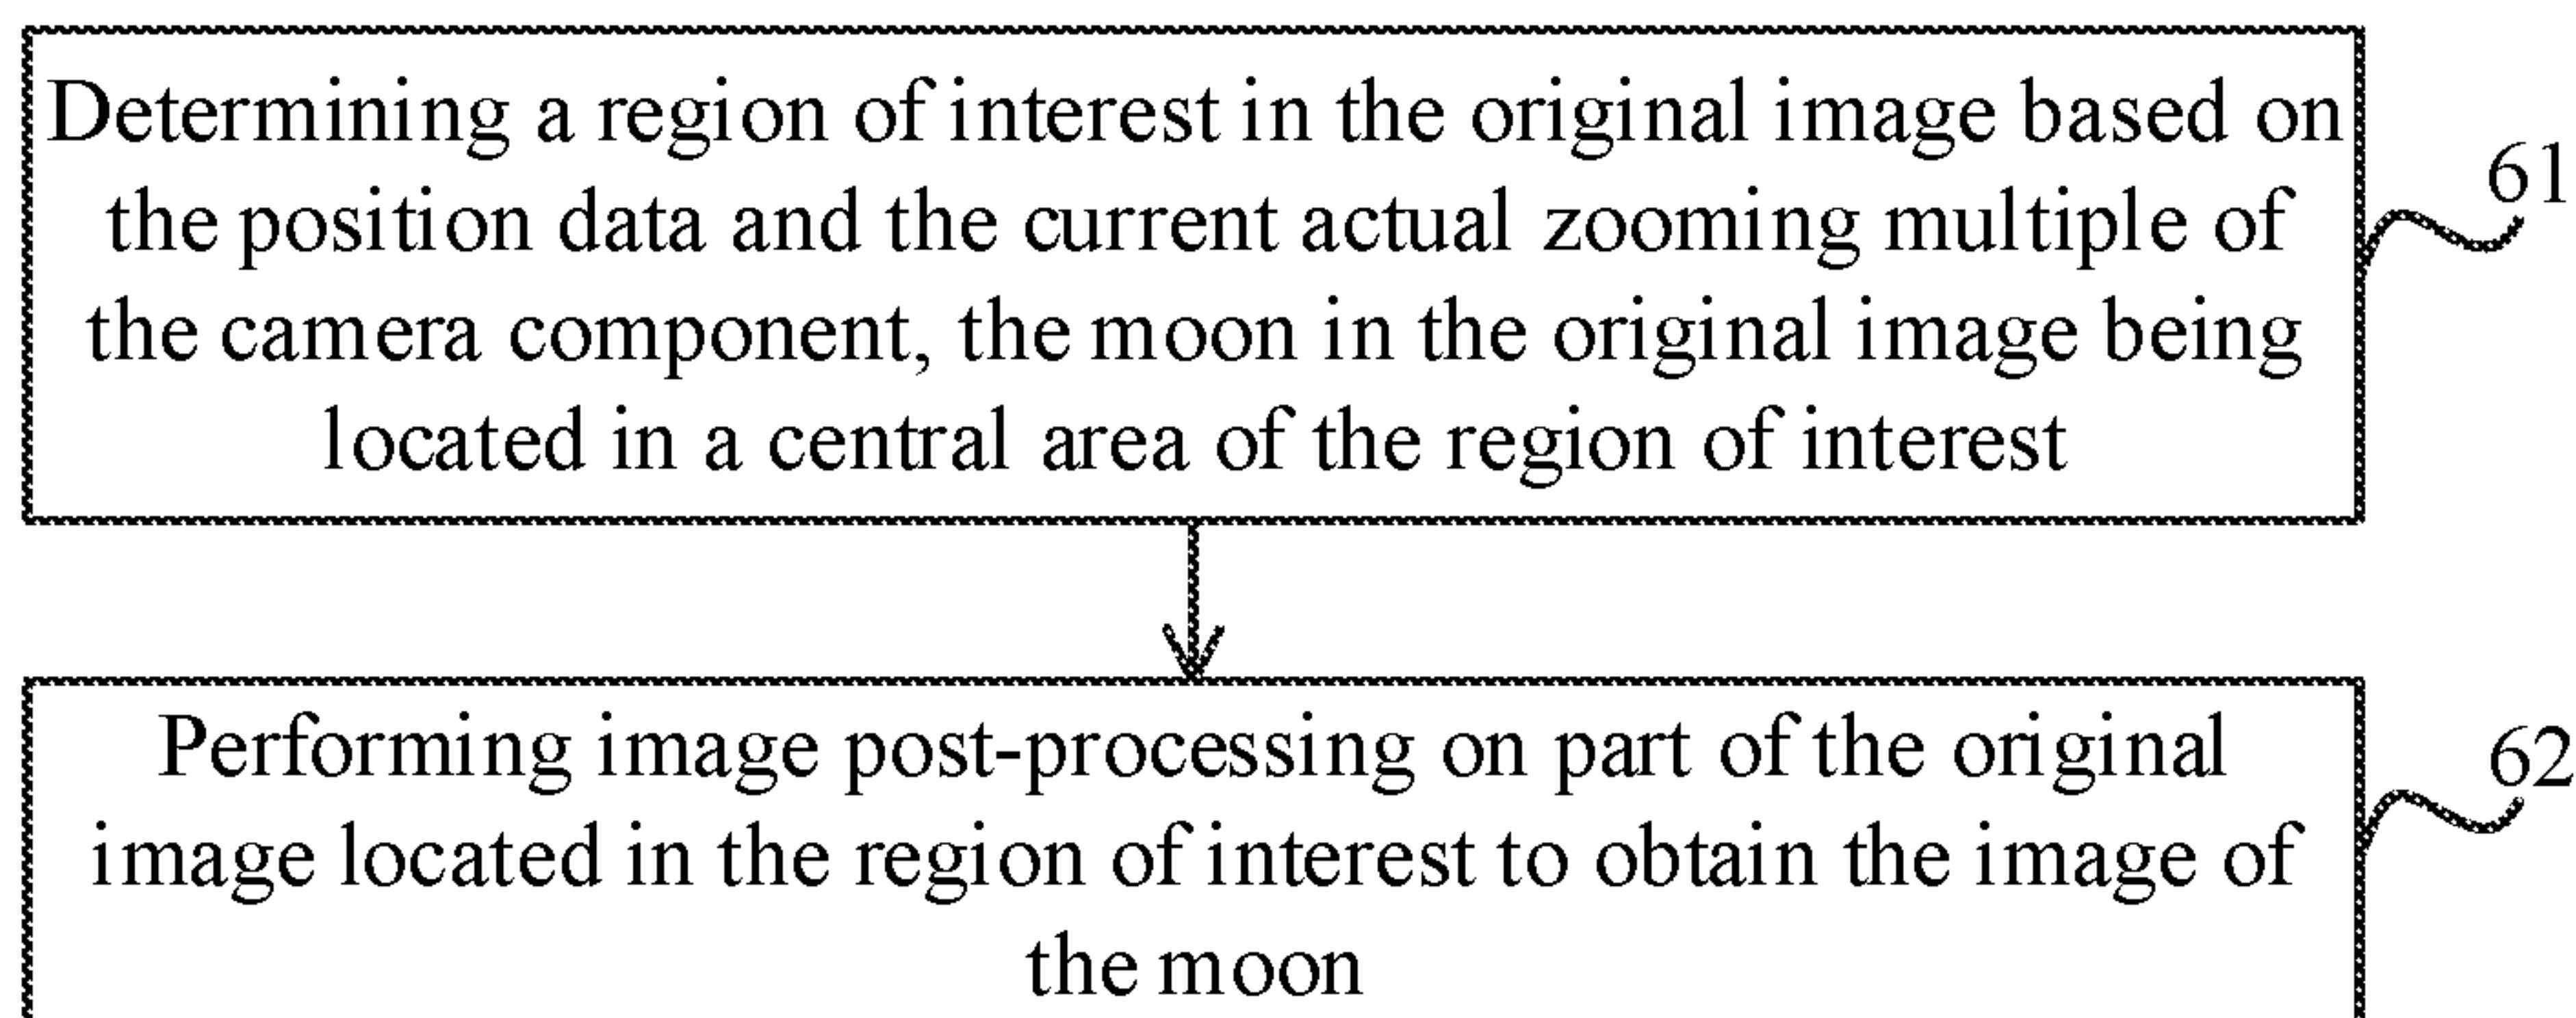 Determining a region of interest in the original image based on
the position data and the current actual zooming multiple of
the camera component, the moon in the original image being
located in a central area of the region of interest
61
Performing image post-processing on part of the original
image located in the region of interest to obtain the image of
the moon
62